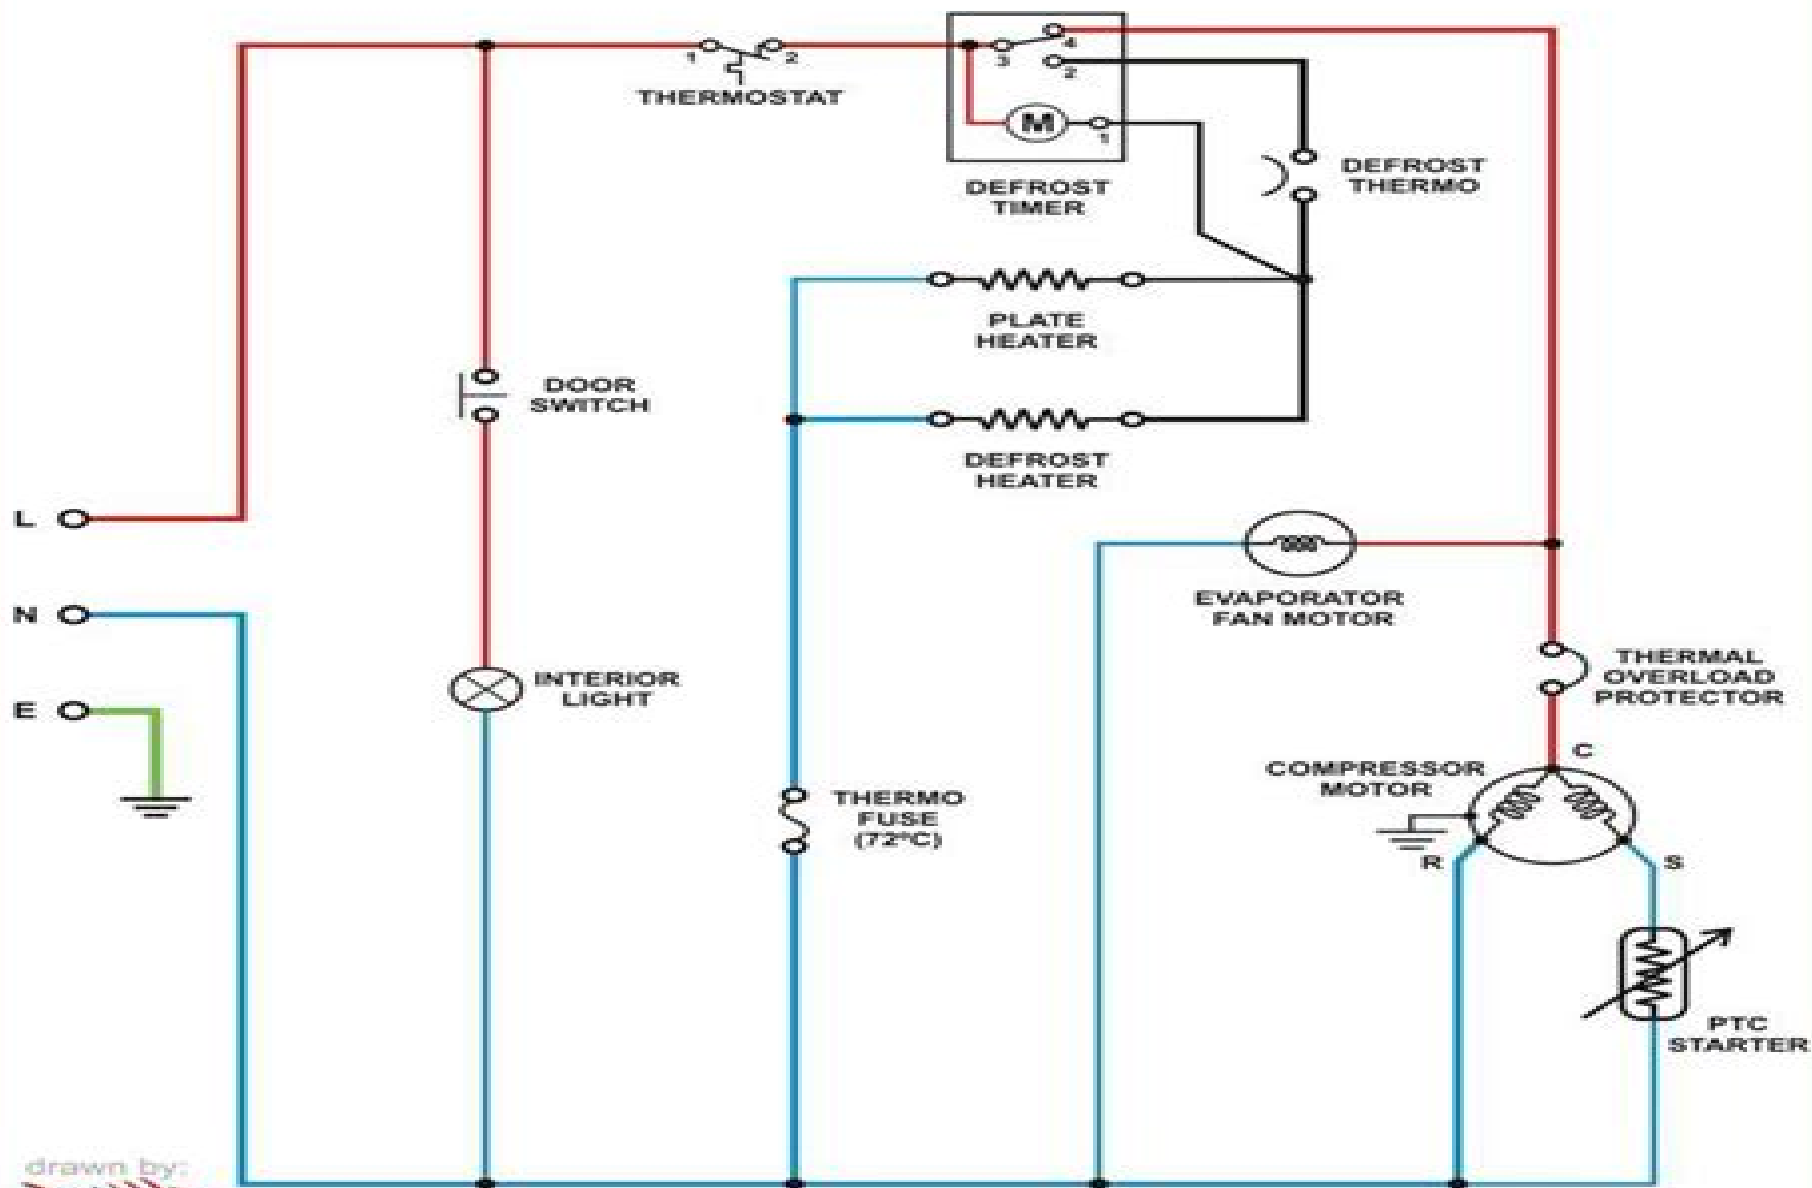 1
2
THERMOSTAT
3
4
2
M
1
DEFROST
TIMER
DEFROST
THERMO
PLATE
HEATER
DOOR
SWITCH
DEFROST
HEATER
L
N
E
EVAPORATOR
FAN MOTOR
INTERIOR
LIGHT
THERMAL
OVERLOAD
PROTECTOR
C
COMPRESSOR
MOTOR
THERMO
FUSE
(72°C)
R
S
PTC
STARTER
drawn by: